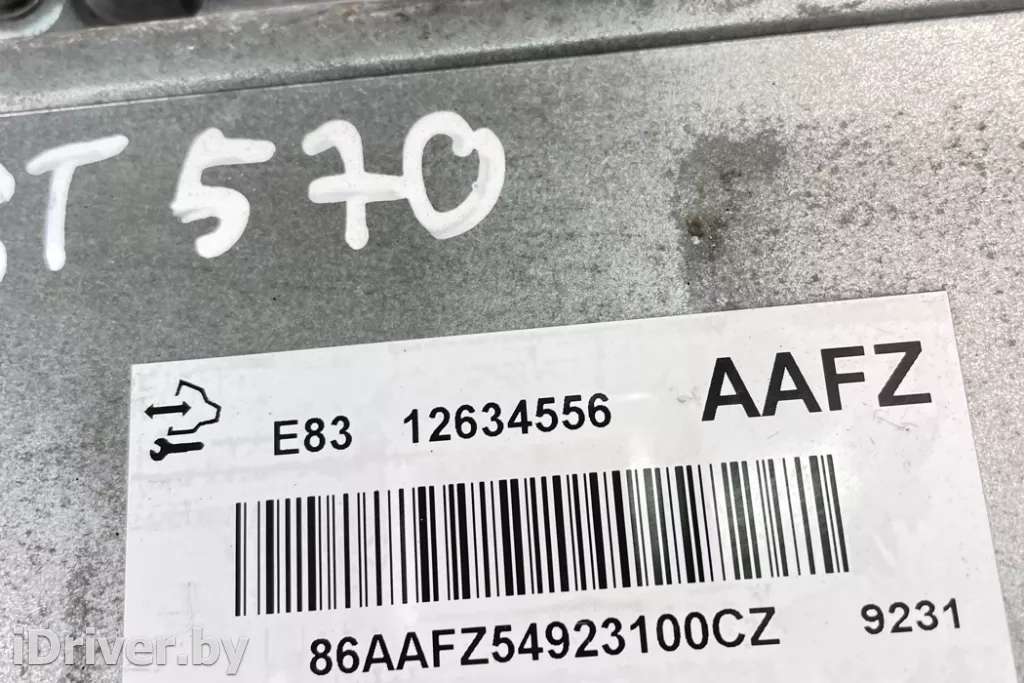 ST 570
E83 12634556 AAFZ
86AAFZ54923100CZ 9231
iDriver.by